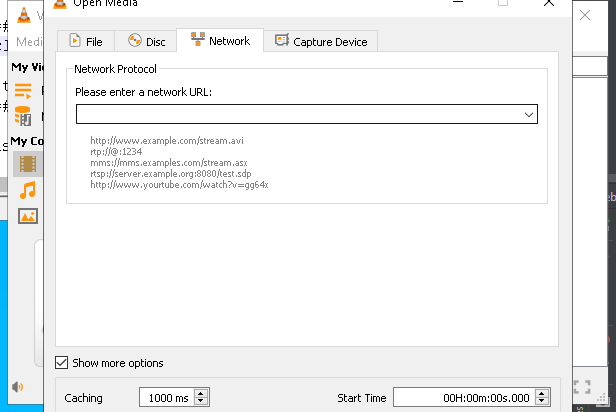 Open Media
Medi
File
Disc
Network
Capture Device
My Vi
Network Protocol
Please enter a network URL:
http://www.example.com/stream.avi
rtp://@:1234
mms://mms.examples.com/stream.asx
rtsp://server.example.org:8080/test.sdp
http://www.yourtube.com/watch?v=gg64x
My Co
Show more options
Caching
1000 ms
Start Time
00H:00m:00s.000